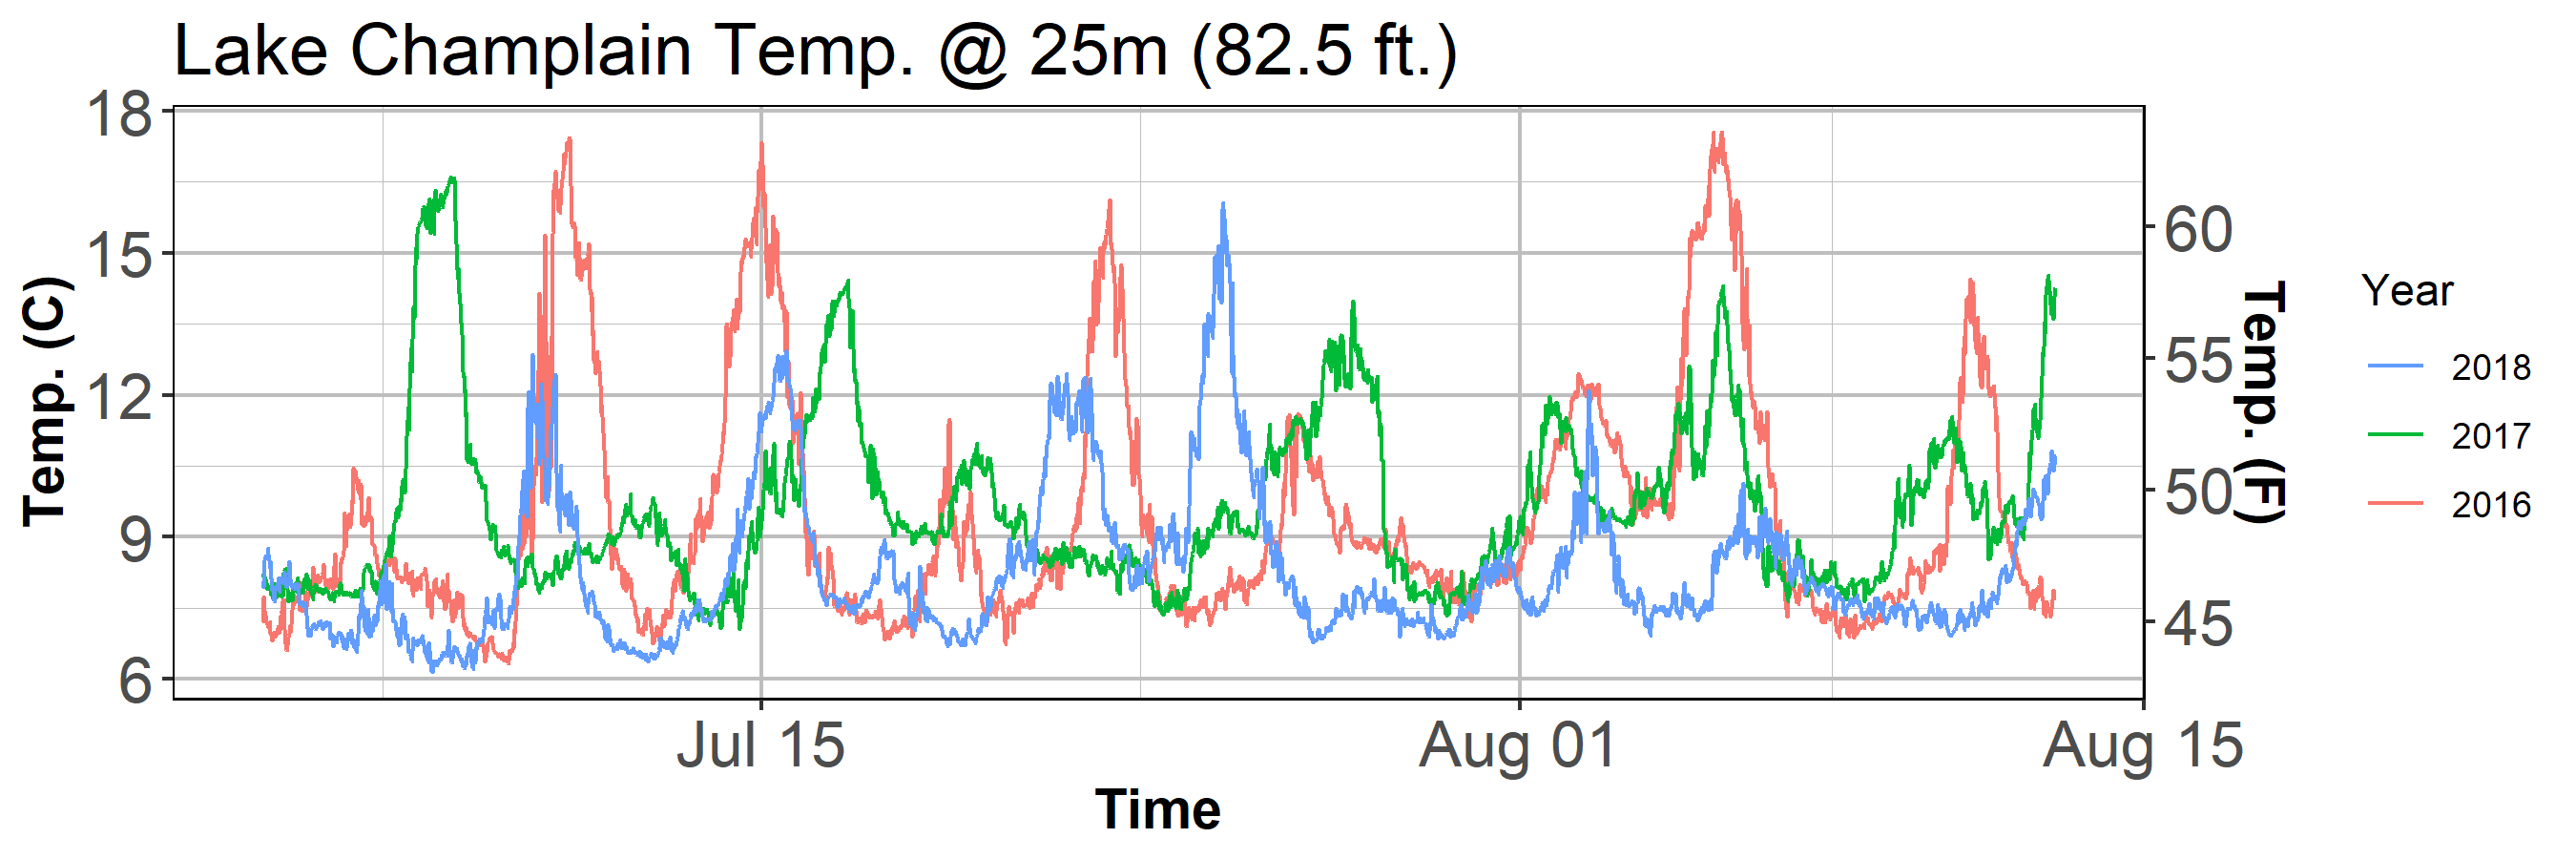 Lake Champlain Temp. @ 25m (82.5 ft.)
Temp. (C)
18
15
12
9
6
60
55
50
45
Temp. (F)
Jul 15
Aug 01
Aug 15
Time
Year
2018
2017
2016